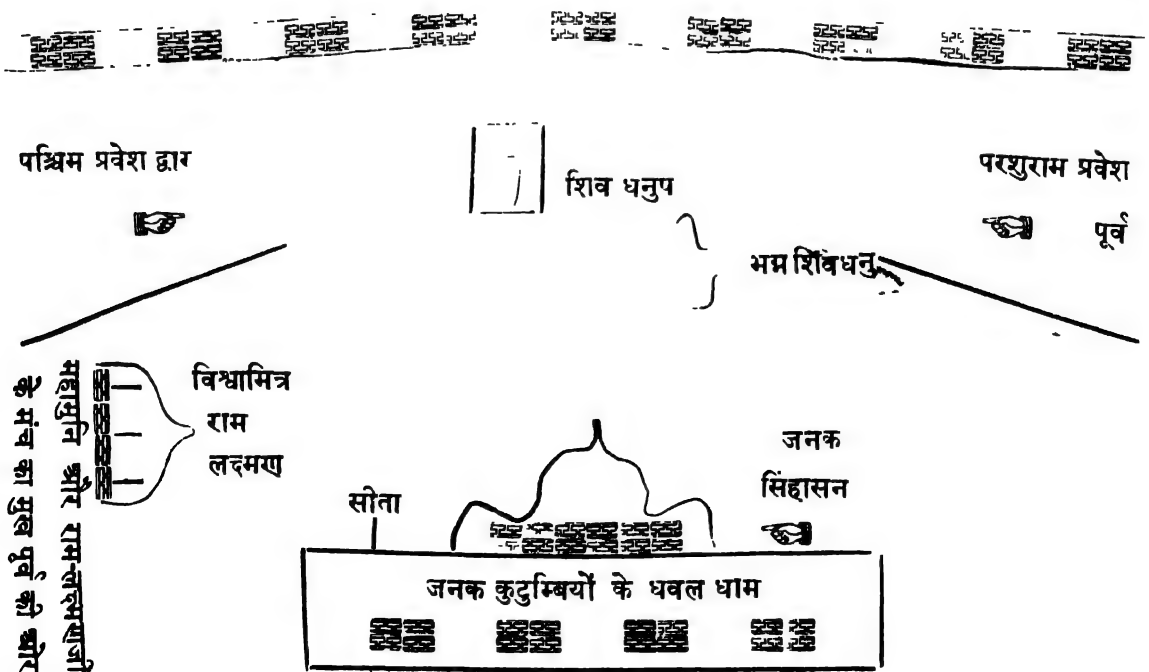 पश्चिम प्रवेश द्वार
शिव धनुप
परशुराम प्रवेश
पूर्व
भग्न शिवधनु
विश्वामित्र
राम
लक्ष्मण
महामुनि और राम-लक्ष्मणजी
के मंच का मुख पूर्व की ओर
सीता
जनक
सिंहासन
जनक कुटुम्बियों के धवल धाम